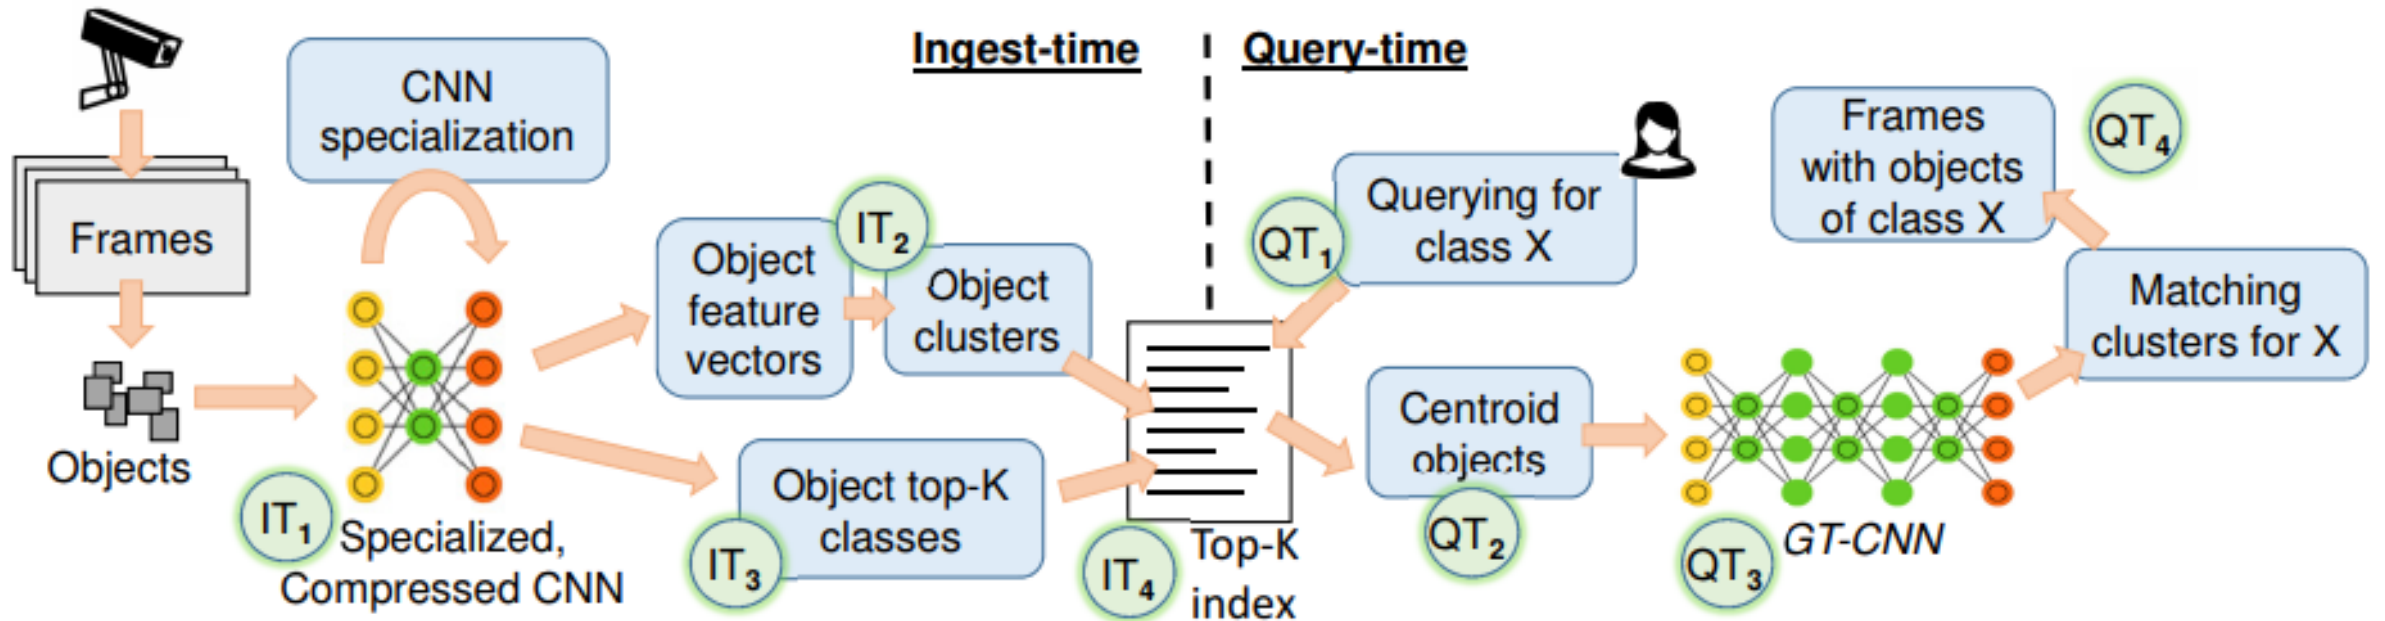 Ingest-time
Query-time
CNN
specialization
Frames
Objects
IT1
Specialized,
Compressed CNN
Object
feature
vectors
IT2
Object
clusters
Object top-K
classes
IT3
IT4
Top-K
index
Querying for
class X
QT1
Centroid
objects
QT2
GT-CNN
QT3
Matching
clusters for X
Frames
with objects
of class X
QT4